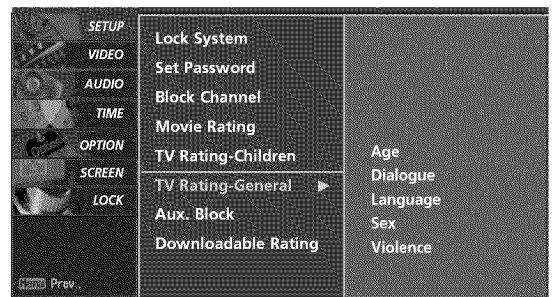 SETUP
VIDEO
AUDIO
TIME
OPTION
SCREEN
LOCK
Lock System
Set Password
Block Channel
Movie Rating
TV Rating-Children
TV Rating-General ▶
Aux. Block
Downloadable Rating
Age
Dialogue
Language
Sex
Violence
Menu Prev.